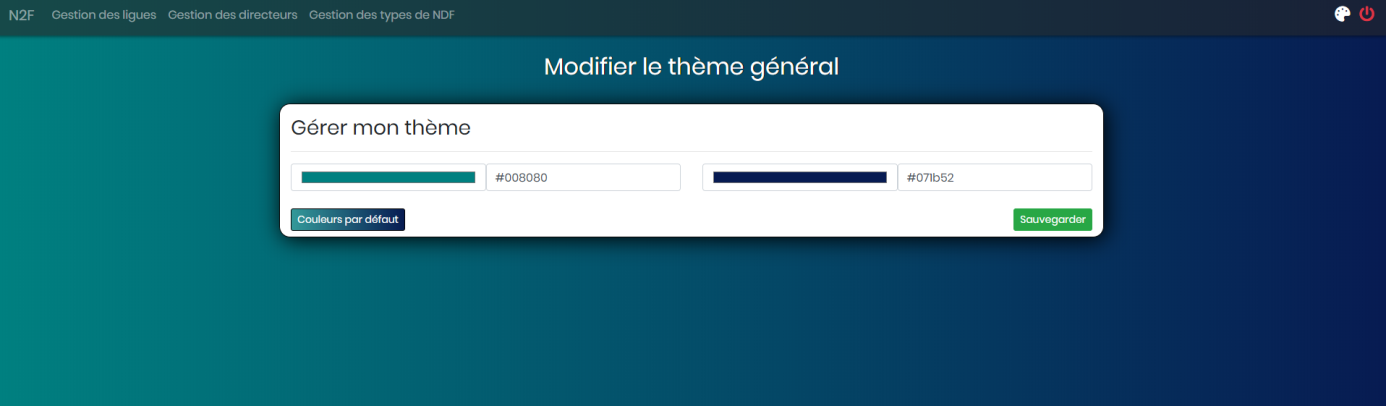 N2F Gestion des ligues Gestion des directeurs Gestion des types de NDF
Modifier le thème général
Gérer mon thème
#008080 #071b52
Couleurs par défaut Sauvegarder